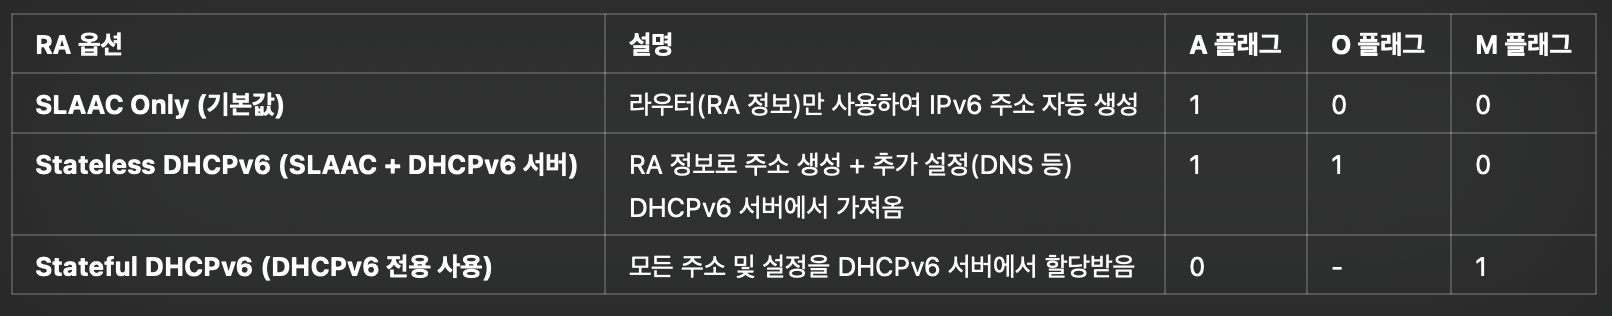 RA 옵션 설명 A 플래그 O 플래그 M 플래그
SLAAC Only (기본값) 라우터(RA 정보)만 사용하여 IPv6 주소 자동 생성 1 0 0
Stateless DHCPv6 (SLAAC + DHCPv6 서버) RA 정보로 주소 생성 + 추가 설정(DNS 등) 1 1 0
DHCPv6 서버에서 가져옴
Stateful DHCPv6 (DHCPv6 전용 사용) 모든 주소 및 설정을 DHCPv6 서버에서 할당받음 0 - 1